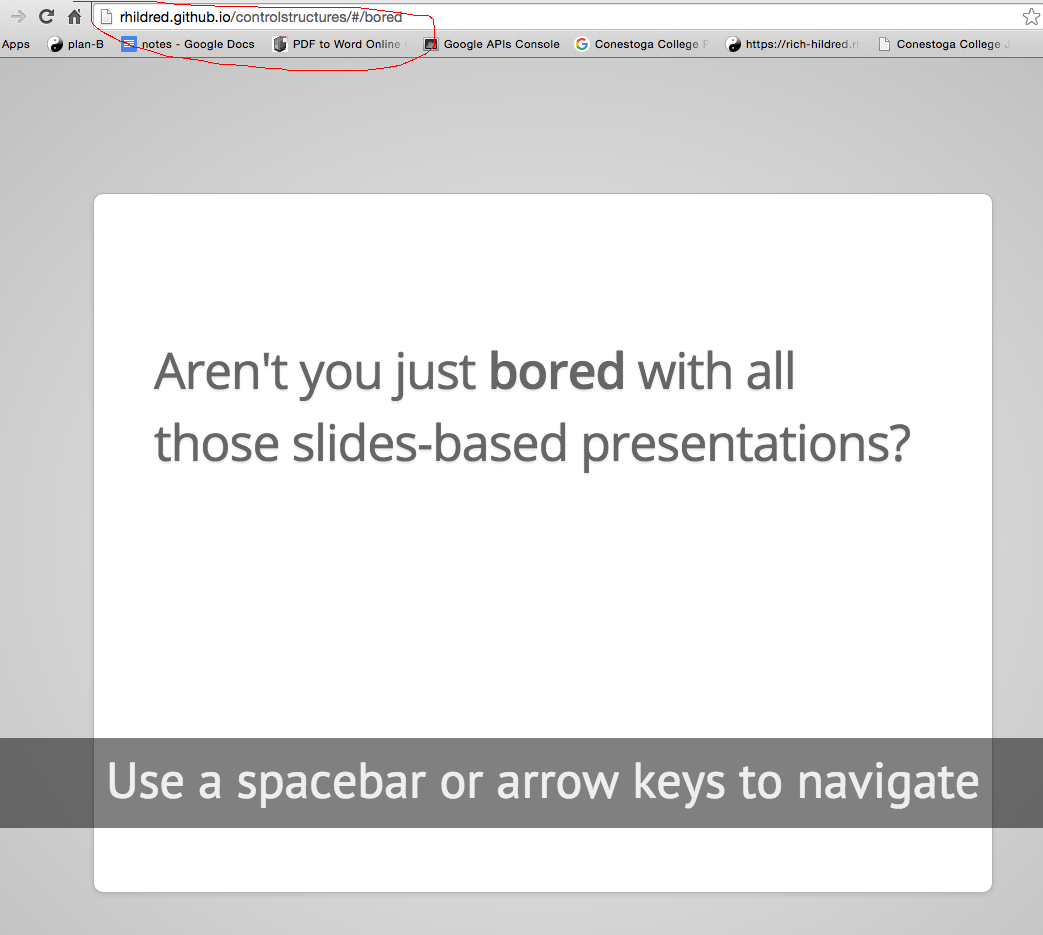 rhildred.github.io/controlstructures/#/bored
Apps plan-B notes - Google Docs PDF to Word Online Google APIs Console Conestoga College https://rich-hildred.r Conestoga College
Aren't you just bored with all
those slides-based presentations?
Use a spacebar or arrow keys to navigate